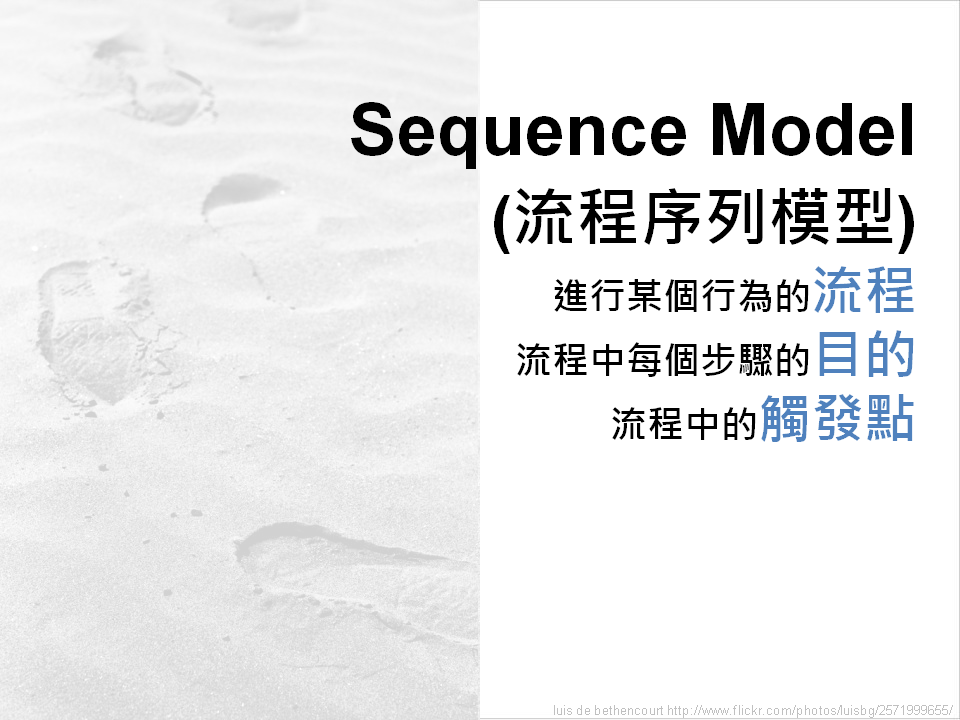 Sequence Model
(流程序列模型)
進行某個行為的流程
流程中每個步驟的目的
流程中的觸發點
luis de bethencourt http://www.flickr.com/photos/luisbg/2571999655/